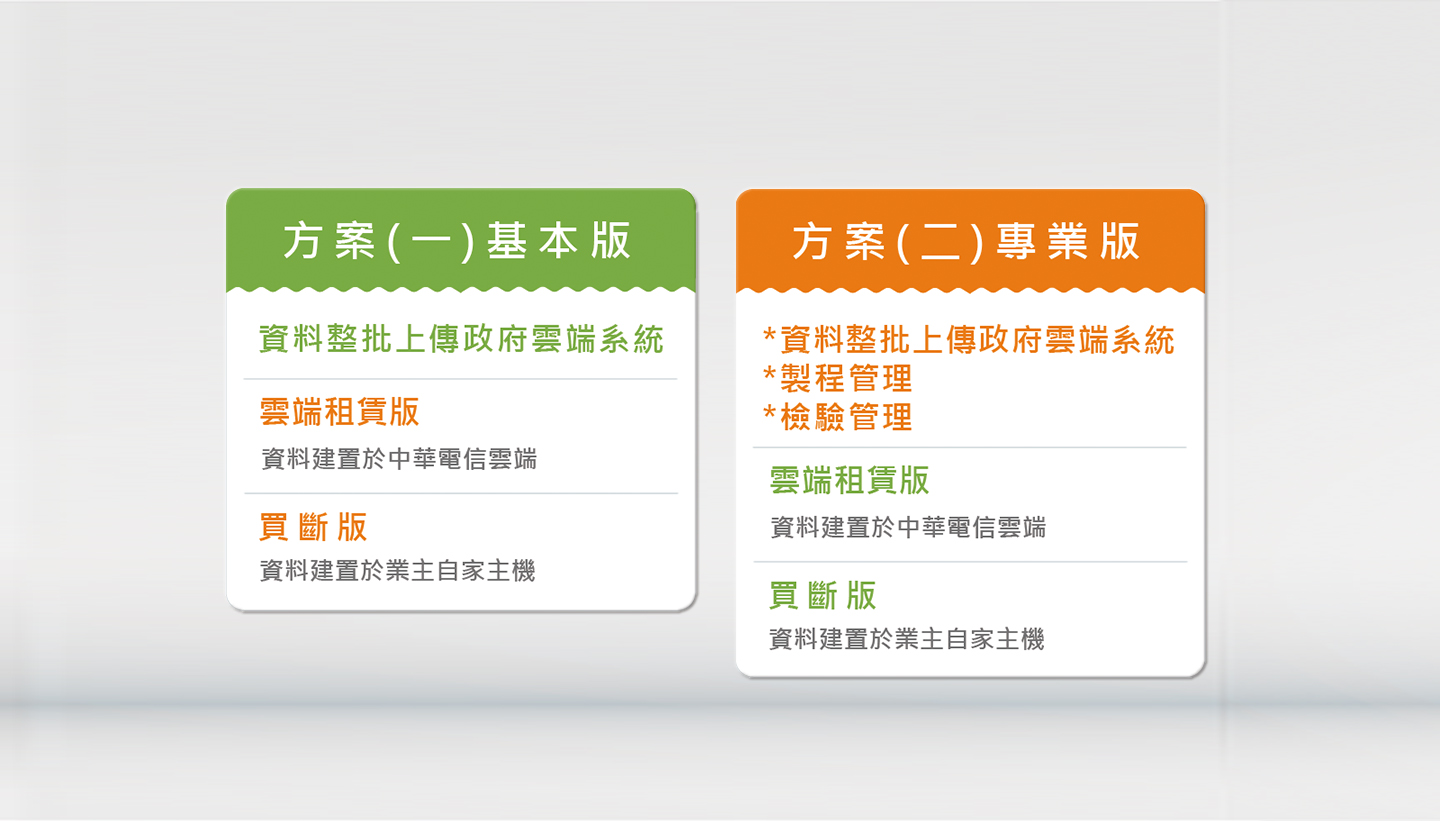 方案(一)基本版
資料整批上傳政府雲端系統
雲端租賃版
資料建置於中華電信雲端
買斷版
資料建置於業主自家主機
方案(二)專業版
*資料整批上傳政府雲端系統
*製程管理
*檢驗管理
雲端租賃版
資料建置於中華電信雲端
買斷版
資料建置於業主自家主機